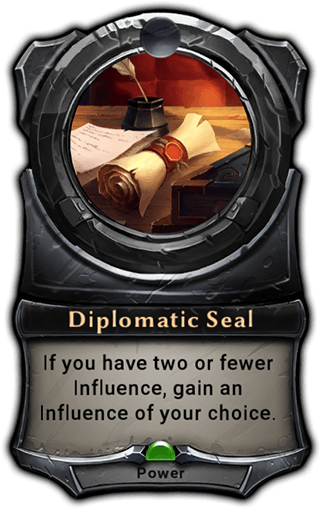 Diplomatic Seal
If you have two or fewer
Influence, gain an
Influence of your choice.
Power